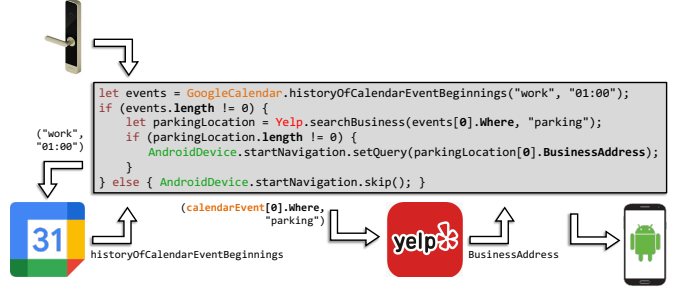 let events = GoogleCalendar.historyOfCalendarEventBeginnings("work", "01:00");
if (events.length != 0) {
let parkingLocation = Yelp.searchBusiness(events[0].Where, "parking");
if (parkingLocation.length != 0) {
AndroidDevice.startNavigation.setQuery(parkingLocation[0].BusinessAddress);
}
} else { AndroidDevice.startNavigation.skip(); }
("work",
"01:00")
31
historyOfCalendarEventBeginnings
(calendarEvent[0].Where,
"parking")
yelp
BusinessAddress